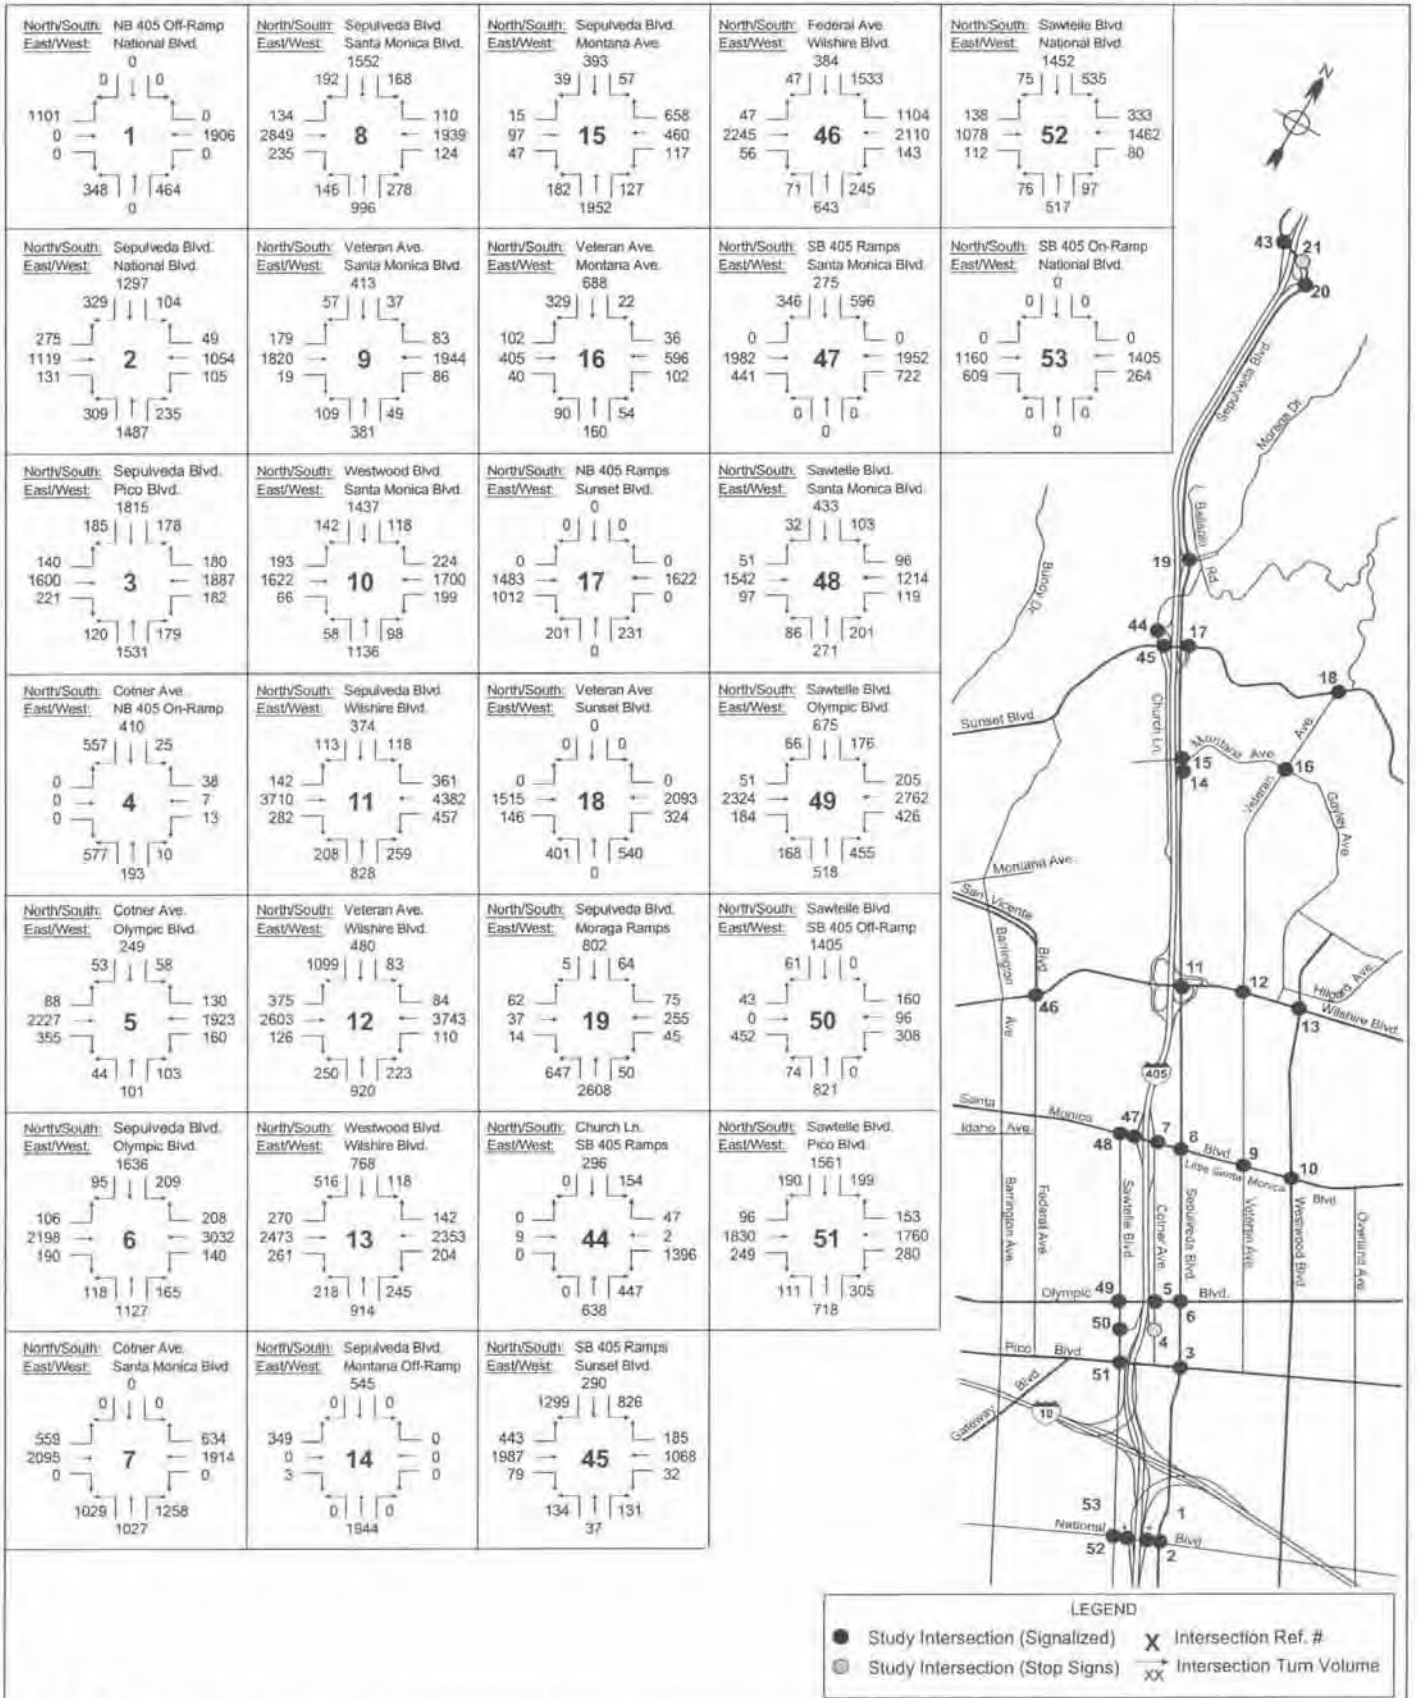 North/South: NB 405 Off-Ramp
East/West: National Blvd.
0
0 0
1101 0
0 1 1906
0 0
348 464
0
North/South: Sepulveda Blvd.
East/West: Santa Monica Blvd.
1552
192 168
134 110
2849 8 1939
235 124
146 278
996
North/South: Sepulveda Blvd.
East/West: Montana Ave.
393
39 57
15 658
97 15 460
47 117
182 127
1952
North/South: Federal Ave.
East/West: Wilshire Blvd.
384
47 1533
47 1104
2245 46 2110
56 143
71 245
643
North/South: Sawtelle Blvd.
East/West: National Blvd.
1452
75 535
138 333
1078 52 1462
112 80
76 97
517
North/South: Sepulveda Blvd.
East/West: National Blvd.
1297
329 104
275 49
1119 2 1054
131 105
309 235
1487
North/South: Veteran Ave.
East/West: Santa Monica Blvd.
413
57 37
179 83
1820 9 1944
19 86
109 49
381
North/South: Veteran Ave.
East/West: Montana Ave.
688
329 22
102 36
405 16 596
40 102
90 54
160
North/South: SB 405 Ramps
East/West: Santa Monica Blvd.
275
346 596
0 0
1982 47 1952
441 722
0 0
0
North/South: SB 405 On-Ramp
East/West: National Blvd.
0
0 0
0 0
1160 53 1405
609 264
0 0
0
North/South: Sepulveda Blvd.
East/West: Pico Blvd.
1815
185 178
140 180
1600 3 1887
221 182
120 179
1531
North/South: Westwood Blvd.
East/West: Santa Monica Blvd.
1437
142 118
193 224
1622 10 1700
66 199
58 98
1136
North/South: NB 405 Ramps
East/West: Sunset Blvd.
0
0 0
0 0
1483 17 1622
1012 0
201 231
0
North/South: Sawtelle Blvd.
East/West: Santa Monica Blvd.
433
32 103
51 96
1542 48 1214
97 119
86 201
271
North/South: Cotner Ave.
East/West: NB 405 On-Ramp
410
557 25
0 38
0 4 7
0 13
577 10
193
North/South: Sepulveda Blvd.
East/West: Wilshire Blvd.
374
113 118
142 361
3710 11 4382
282 457
208 259
828
North/South: Veteran Ave
East/West: Sunset Blvd.
0
0 0
0 0
1515 18 2093
146 324
401 540
0
North/South: Sawtelle Blvd.
East/West: Olympic Blvd.
675
66 176
51 205
2324 49 2762
184 426
168 455
518
North/South: Cotner Ave.
East/West: Olympic Blvd.
249
53 58
88 130
2227 5 1923
355 160
44 103
101
North/South: Veteran Ave.
East/West: Wilshire Blvd.
480
1099 83
375 84
2603 12 3743
126 110
250 223
920
North/South: Sepulveda Blvd.
East/West: Moraga Ramps
802
5 64
62 75
37 19 255
14 45
647 50
2608
North/South: Sawtelle Blvd.
East/West: SB 405 Off-Ramp
1405
61 0
43 160
0 50 96
452 308
74 0
821
North/South: Sepulveda Blvd.
East/West: Olympic Blvd.
1636
95 209
106 208
2198 6 3032
190 140
118 165
1127
North/South: Westwood Blvd.
East/West: Wilshire Blvd.
768
516 118
270 142
2473 13 2353
261 204
218 245
914
North/South: Church Ln.
East/West: SB 405 Ramps
296
0 154
0 47
9 44 2
0 1396
0 447
638
North/South: Sawtelle Blvd.
East/West: Pico Blvd.
1561
190 199
96 153
1830 51 1760
249 280
111 305
718
North/South: Cotner Ave.
East/West: Santa Monica Blvd
0
0 0
559 634
2095 7 1914
0 0
1029 1258
1027
North/South: Sepulveda Blvd.
East/West: Montana Off-Ramp
545
0 0
349 0
0 14 0
3 0
0 0
1944
North/South: SB 405 Ramps
East/West: Sunset Blvd.
290
1299 826
443 185
1987 45 1068
79 32
134 131
37
N
43 21
20
Sepulveda Blvd.
Moraga Dr.
Bundy Dr.
Rd.
19
44 17
45
18
Sunset Blvd.
Church Ln.
Montana Ave.
15
14
16
Veteran Ave
Gayley Ave
Montana Ave.
San Vicente Blvd.
Barrington Ave
46
11
12
13
Hilgard Ave.
Wilshire Blvd.
405
Santa Monica Blvd
Idaho Ave.
47
48
7
8
9
10
Little Santa Monica Blvd.
Barrington Ave.
Federal Ave.
Sawtelle Blvd.
Cotner Ave.
Sepulveda Blvd.
Veteran Ave.
Westwood Blvd.
Overland Ave.
Olympic Blvd.
49 5
6
50
4
Pico Blvd.
51
3
Gateway Blvd
10
53
1
National Blvd
52
2
LEGEND
Study Intersection (Signalized) X Intersection Ref. #
Study Intersection (Stop Signs) XX Intersection Turn Volume